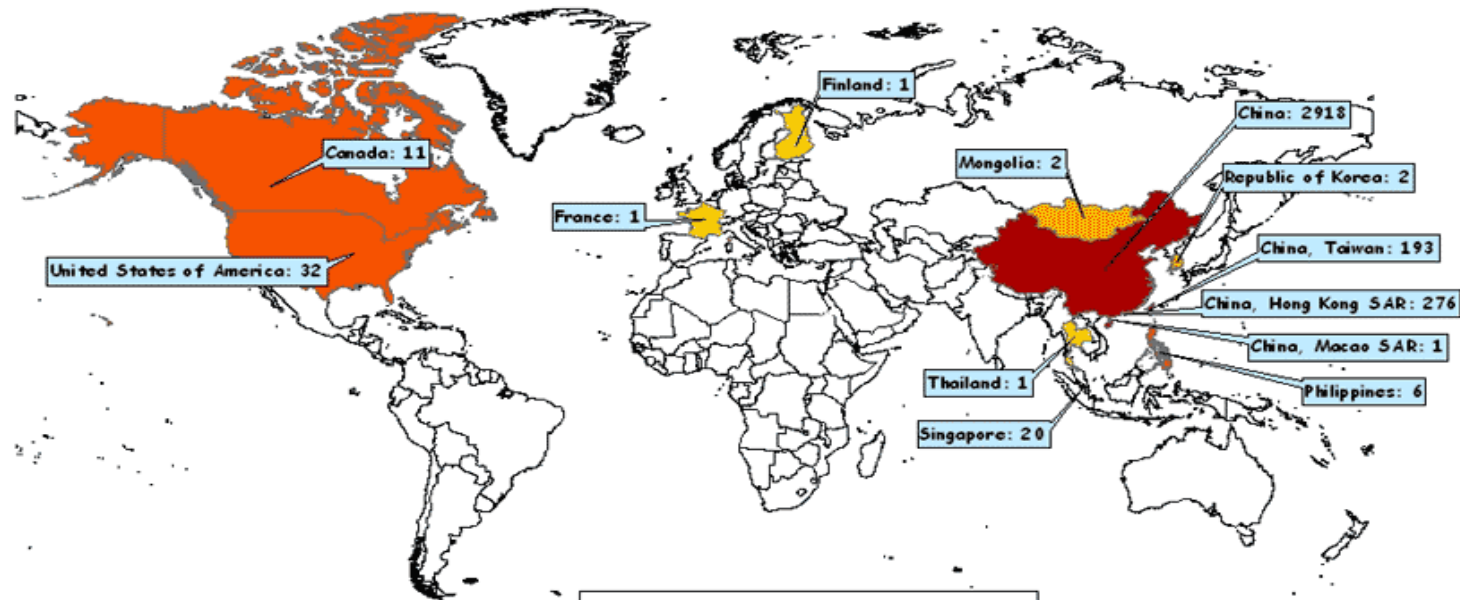 Finland: 1
China: 2918
Canada: 11
Mongolia: 2
Republic of Korea: 2
France: 1
China, Taiwan: 193
United States of America: 32
China, Hong Kong SAR: 276
China, Macao SAR: 1
Thailand: 1
Philippines: 6
Singapore: 20